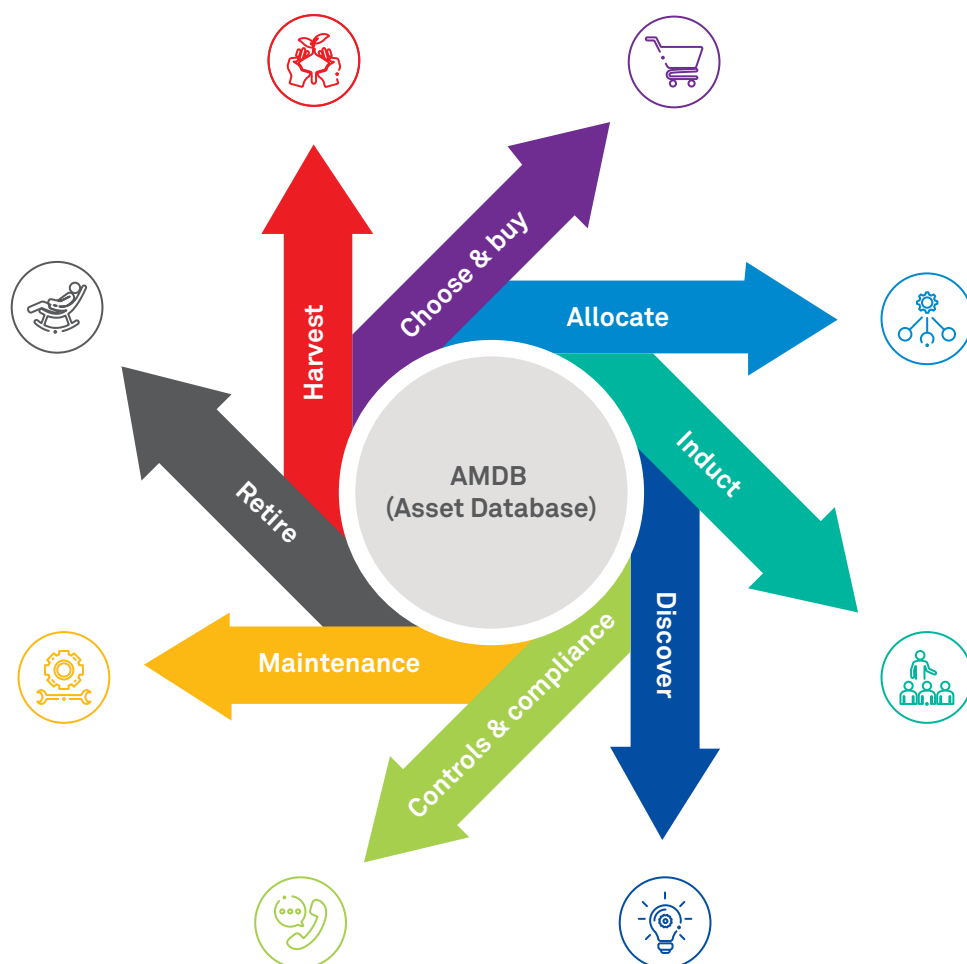 Harvest
Choose & buy
Allocate
Induct
Discover
Controls & compliance
Maintenance
Retire
AMDB
(Asset Database)